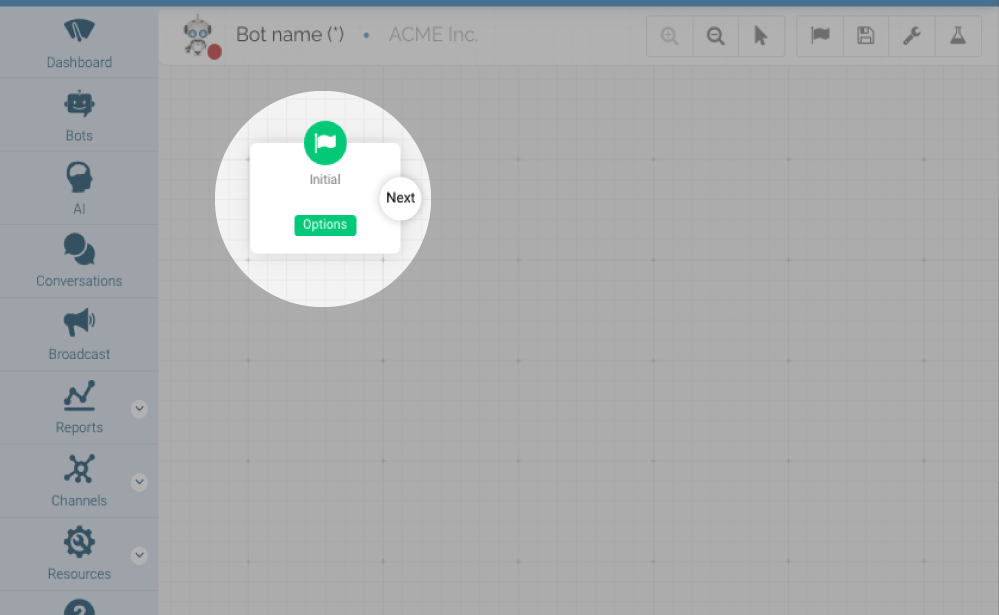 Bot name (*) • ACME Inc.
Dashboard
Bots
AI
Conversations
Broadcast
Reports
Channels
Resources
?
Initial
Next
Options